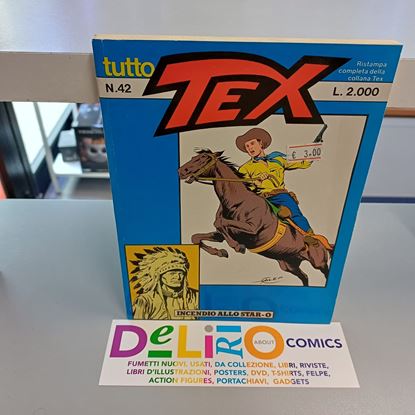 tutto
TEX
N.42
Ristampa
completa della
collana Tex
L. 2.000
€ 3.00
INCENDIO ALLO STAR-O
DeLiRiO ABOUT COMICS
FUMETTI NUOVI, USATI, DA COLLEZIONE, LIBRI, RIVISTE,
LIBRI D'ILLUSTRAZIONI, POSTERS, DVD, T-SHIRTS, FELPE,
ACTION FIGURES, PORTACHIAVI, GADGETS